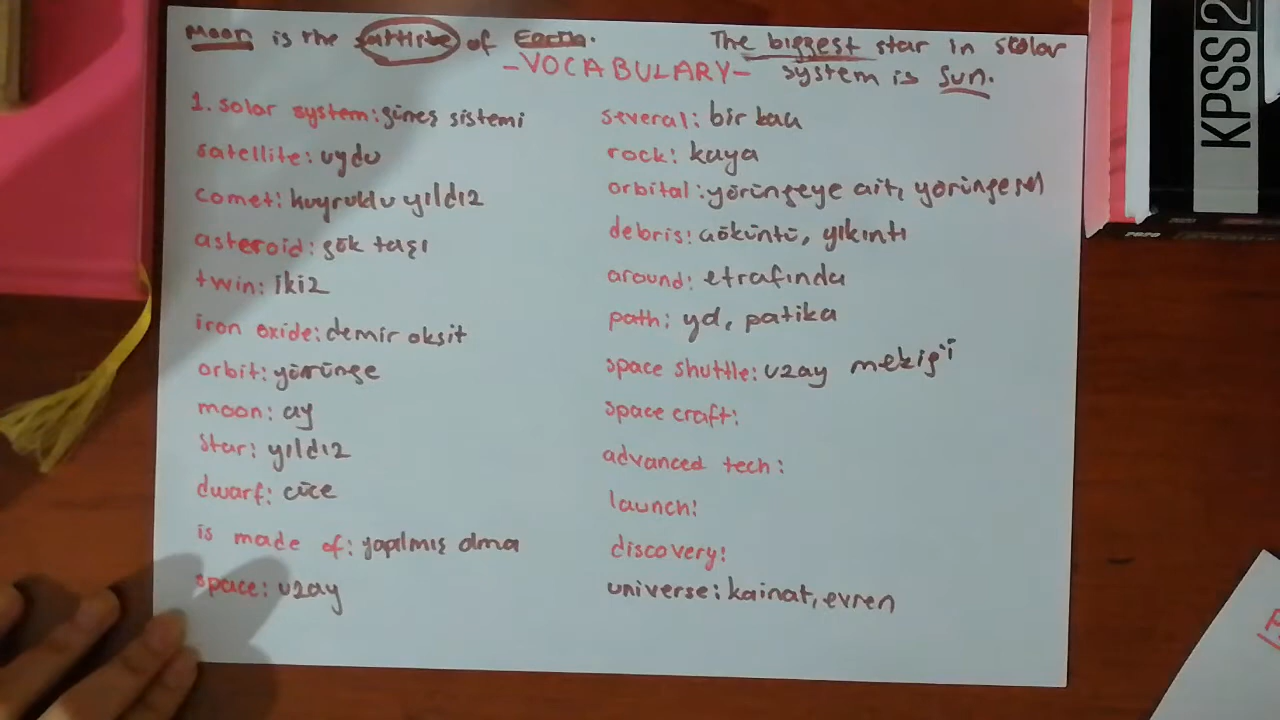 Moon is the sattlite of Earth.
The biggest star in solar
system is Sun.
-VOCABULARY-
1. solar system: güneş sistemi
satellite: uydu
comet: kuyruklu yıldız
asteroid: gök taşı
twin: ikiz
iron oxide: demir oksit
orbit: yörünge
moon: ay
star: yıldız
dwarf: cüce
is made of: yapılmış olma
space: uzay
several: bir kaç
rock: kaya
orbital: yörüngeye ait, yörüngesel
debris: döküntü, yıkıntı
around: etrafında
path: yol, patika
space shuttle: uzay mekiği
space craft:
advanced tech:
launch:
discovery:
universe: kainat, evren
KPSS 2
2020